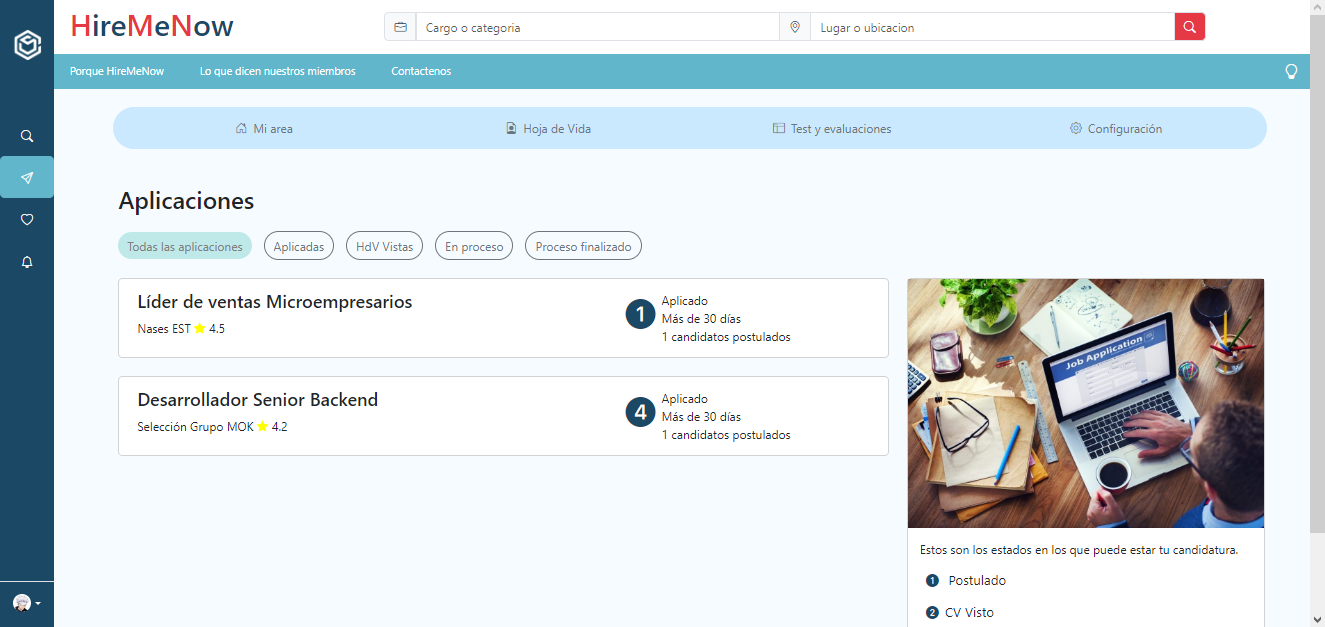 HireMeNow
Cargo o categoria
Lugar o ubicacion
Porque HireMeNow
Lo que dicen nuestros miembros
Contactenos
Mi area
Hoja de Vida
Test y evaluaciones
Configuración
Aplicaciones
Todas las aplicaciones
Aplicadas
HdV Vistas
En proceso
Proceso finalizado
Líder de ventas Microempresarios
Nases EST 4.5
1
Aplicado
Más de 30 días
1 candidatos postulados
Desarrollador Senior Backend
Selección Grupo MOK 4.2
4
Aplicado
Más de 30 días
1 candidatos postulados
Job Application
Estos son los estados en los que puede estar tu candidatura.
1 Postulado
2 CV Visto